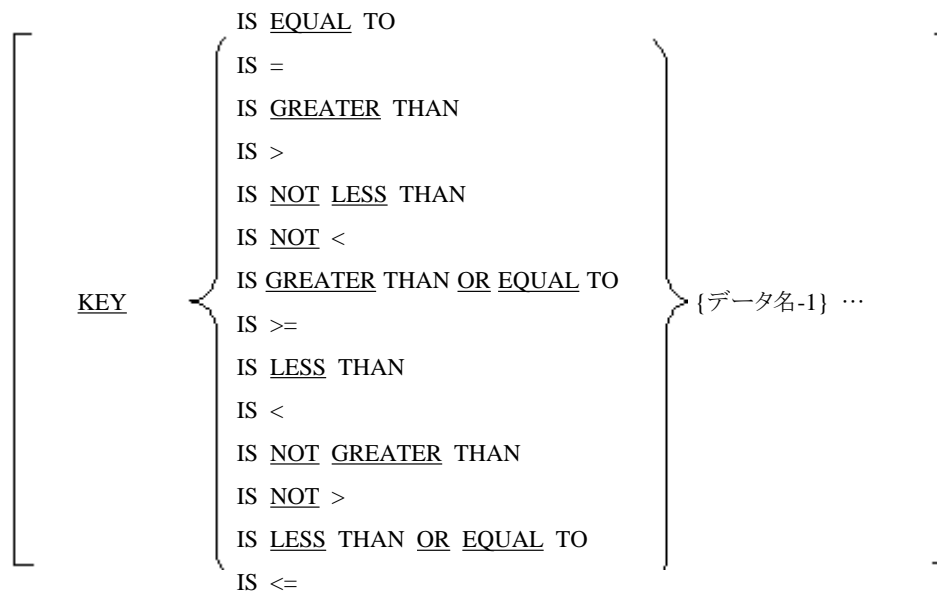 IS EQUAL TO
IS =
IS GREATER THAN
IS >
IS NOT LESS THAN
IS NOT <
IS GREATER THAN OR EQUAL TO
KEY IS >= {データ名-1} …
IS LESS THAN
IS <
IS NOT GREATER THAN
IS NOT >
IS LESS THAN OR EQUAL TO
IS <=